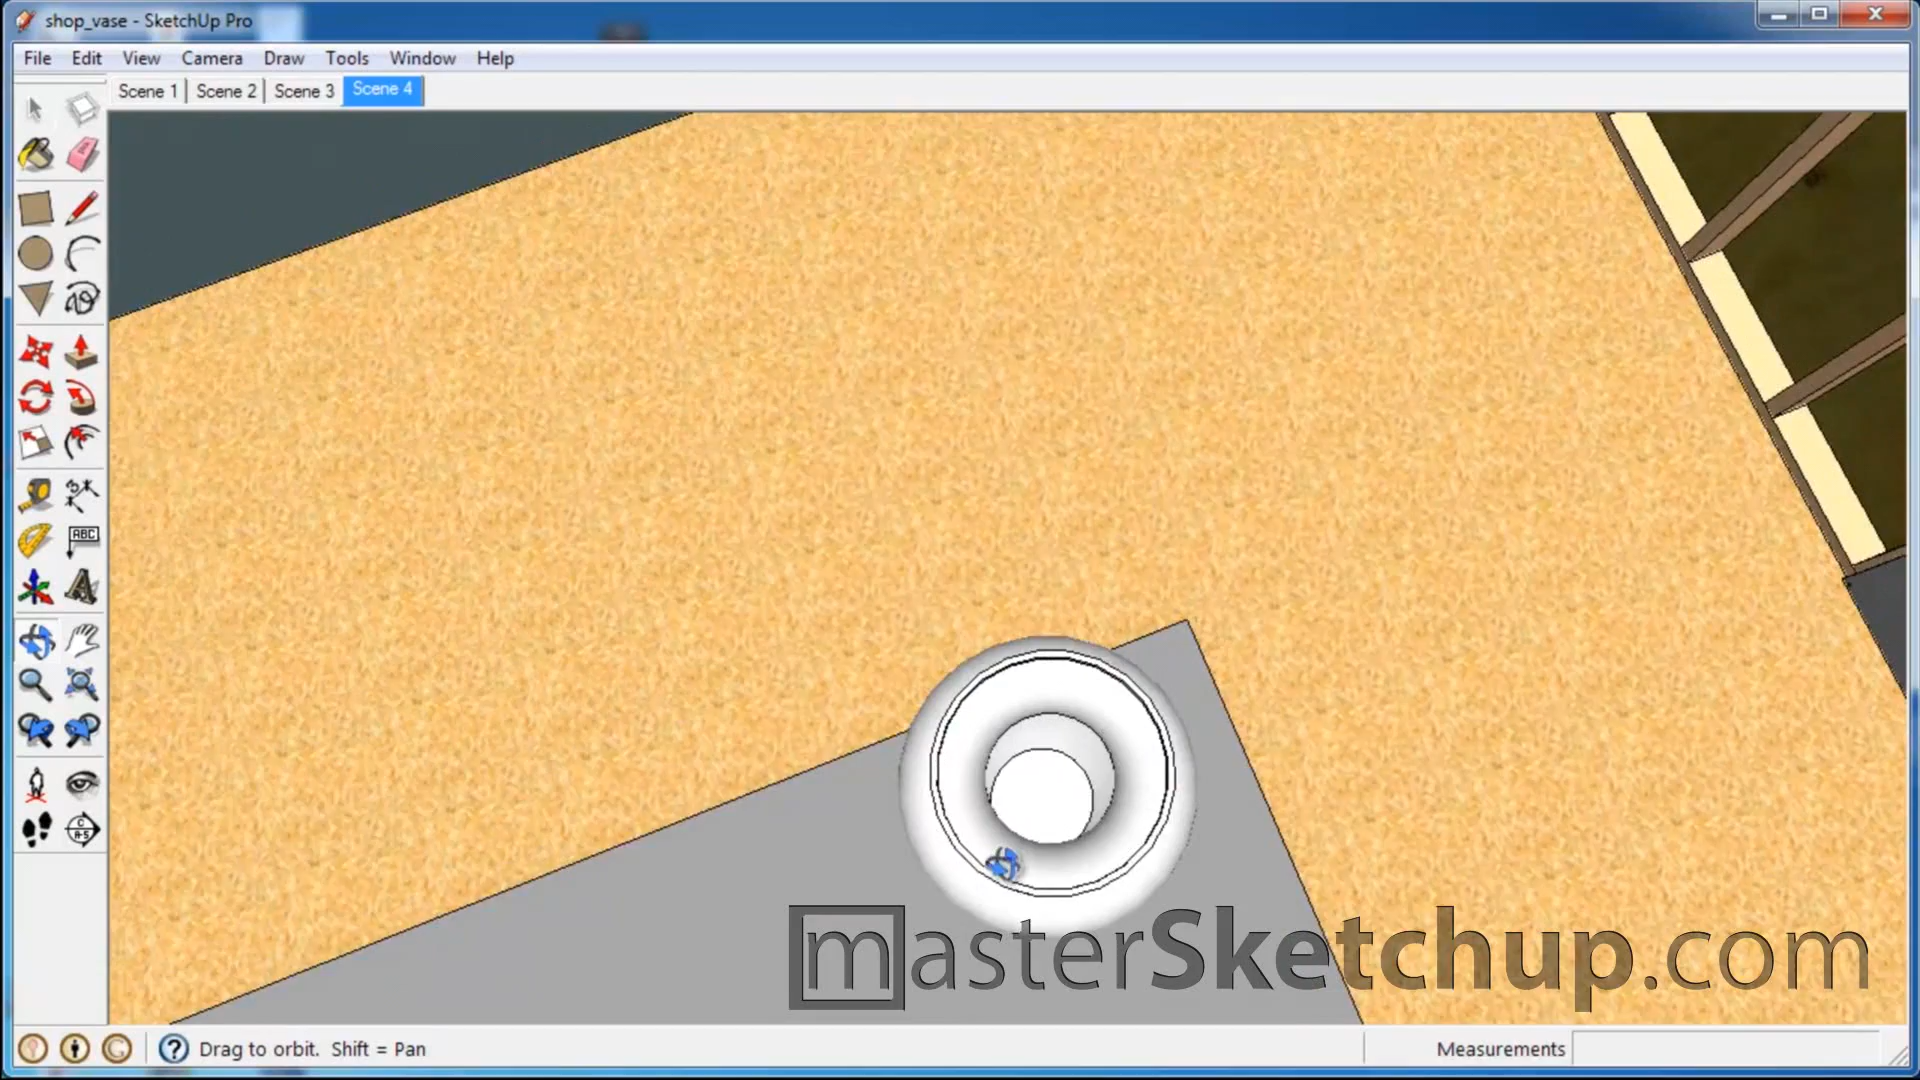 shop_vase - SketchUp Pro
File Edit View Camera Draw Tools Window Help
Scene 1 Scene 2 Scene 3 Scene 4
ABC
masterSketchup.com
Drag to orbit. Shift = Pan
Measurements